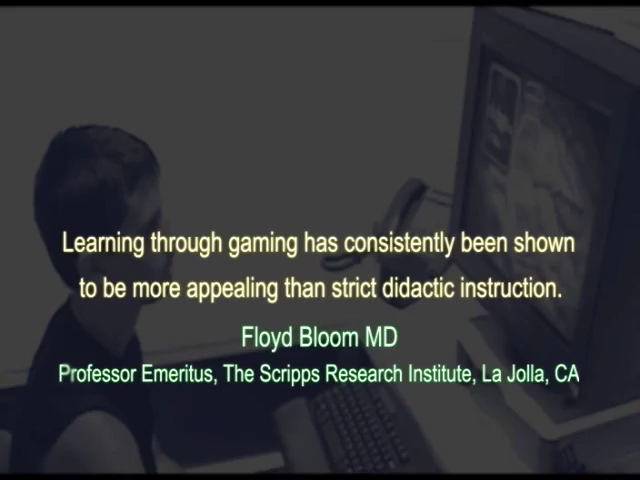 Learning through gaming has consistently been shown
to be more appealing than strict didactic instruction.
Floyd Bloom MD
Professor Emeritus, The Scripps Research Institute, La Jolla, CA